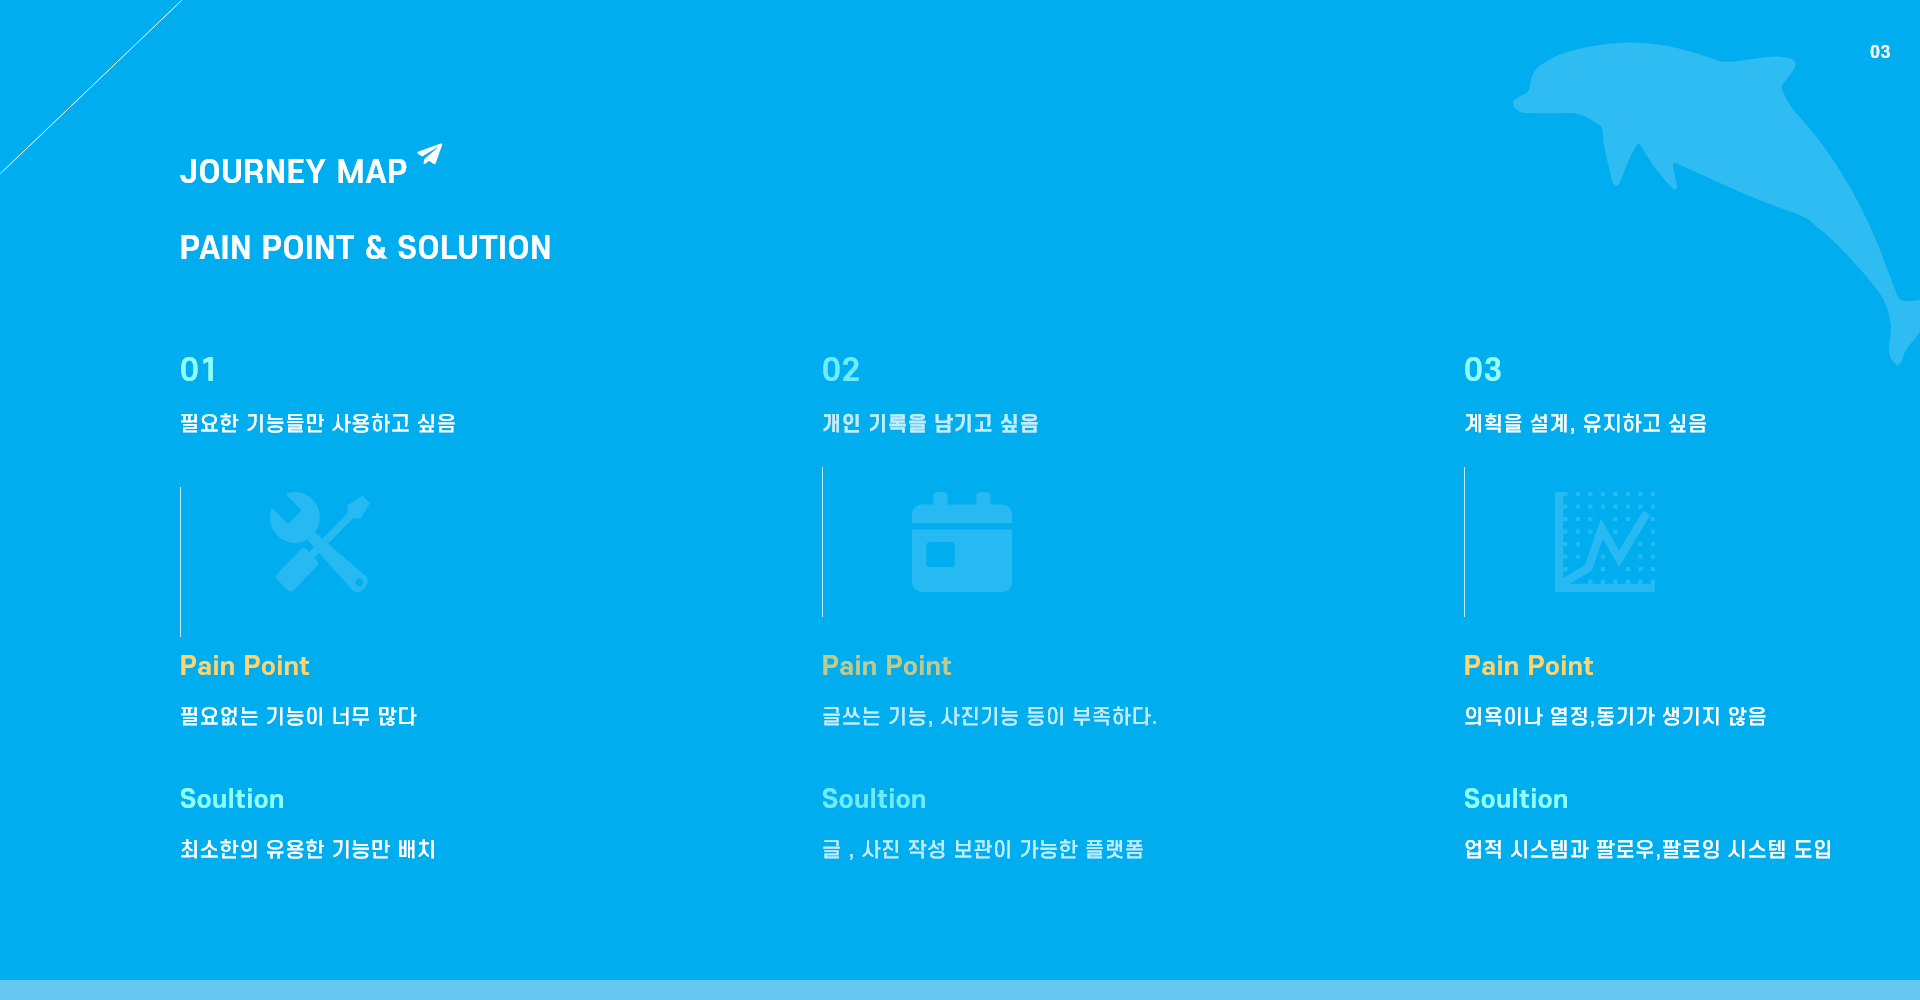 03
JOURNEY MAP
PAIN POINT & SOLUTION
01
필요한 기능들만 사용하고 싶음
Pain Point
필요없는 기능이 너무 많다
Soultion
최소한의 유용한 기능만 배치
02
개인 기록을 남기고 싶음
Pain Point
글쓰는 기능, 사진기능 등이 부족하다.
Soultion
글 , 사진 작성 보관이 가능한 플랫폼
03
계획을 설계, 유지하고 싶음
Pain Point
의욕이나 열정,동기가 생기지 않음
Soultion
업적 시스템과 팔로우,팔로잉 시스템 도입